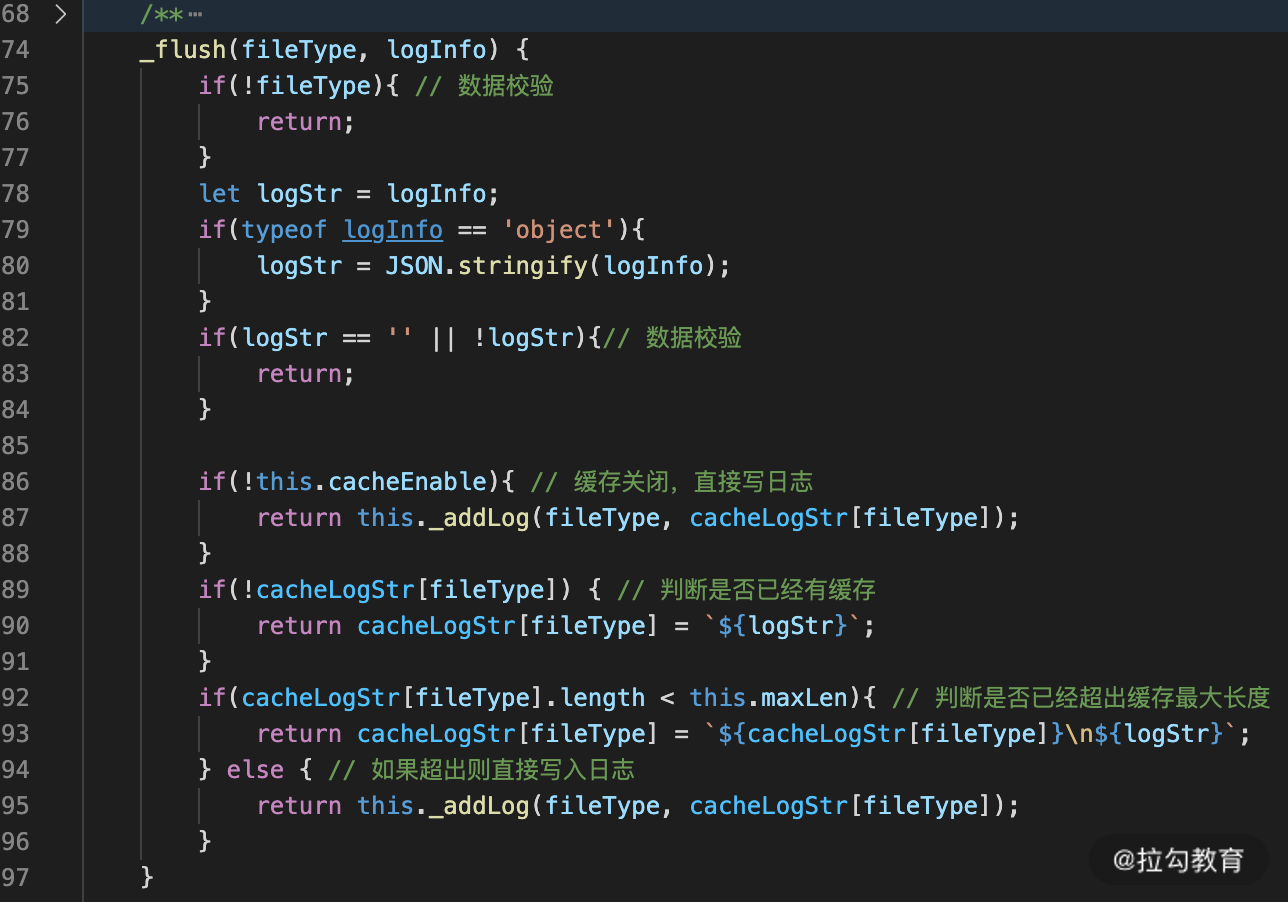 68 > /** ⋯
74 _flush(fileType, logInfo) {
75 if(!fileType){ // 数据校验
76 return;
77 }
78 let logStr = logInfo;
79 if(typeof logInfo == 'object'){
80 logStr = JSON.stringify(logInfo);
81 }
82 if(logStr == '' || !logStr){// 数据校验
83 return;
84 }
85
86 if(!this.cacheEnable){ // 缓存关闭，直接写日志
87 return this._addLog(fileType, cacheLogStr[fileType]);
88 }
89 if(!cacheLogStr[fileType]) { // 判断是否已经有缓存
90 return cacheLogStr[fileType] = `${logStr}`;
91 }
92 if(cacheLogStr[fileType].length < this.maxLen){ // 判断是否已经超出缓存最大长度
93 return cacheLogStr[fileType] = `${cacheLogStr[fileType]}\n${logStr}`;
94 } else { // 如果超出则直接写入日志
95 return this._addLog(fileType, cacheLogStr[fileType]);
96 }
97 }
@拉勾教育